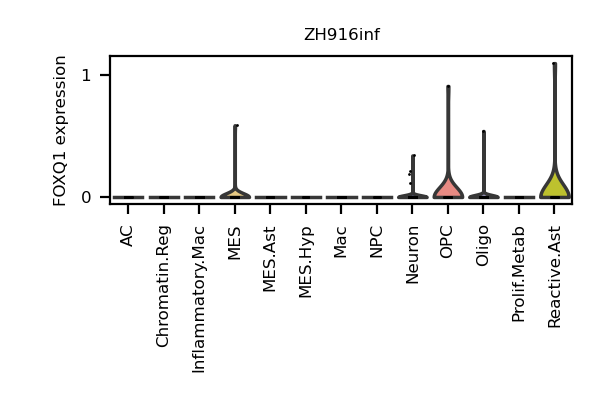 ZH916inf
FOXQ1 expression
1
0
AC
Chromatin.Reg
Inflammatory.Mac
MES
MES.Ast
MES.Hyp
Mac
NPC
Neuron
OPC
Oligo
Prolif.Metab
Reactive.Ast